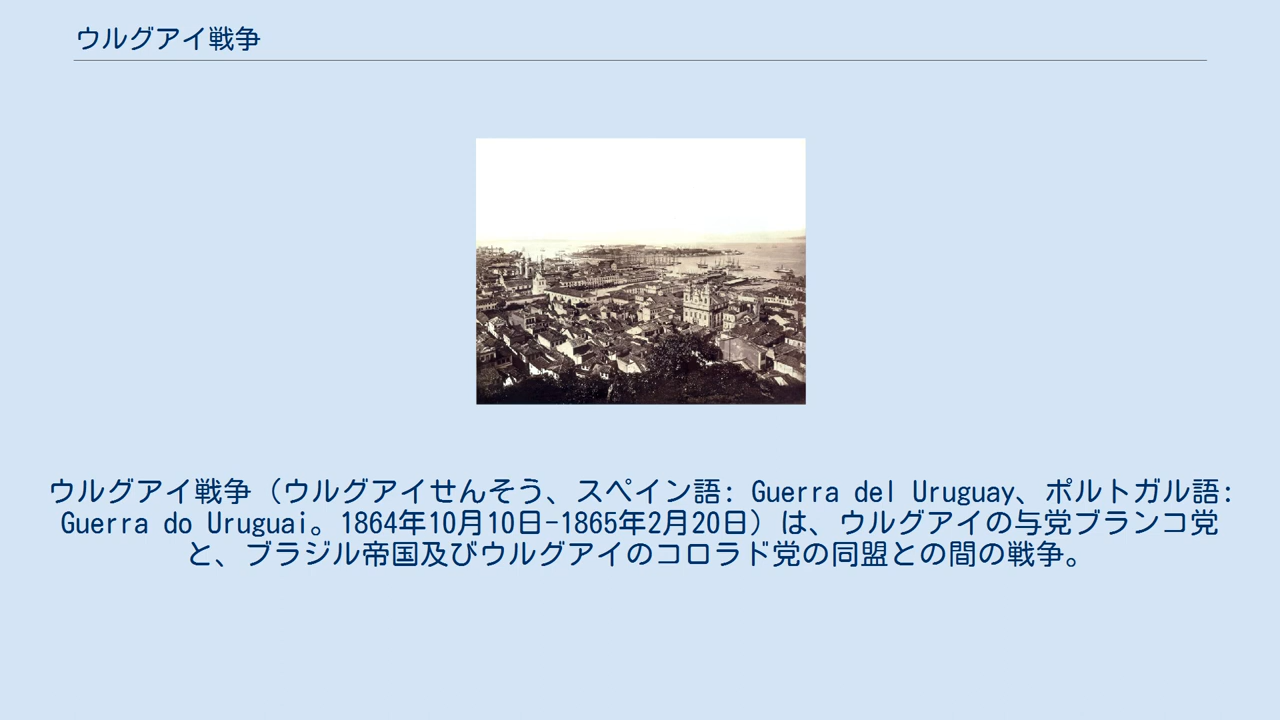 ウルグアイ戦争
ウルグアイ戦争（ウルグアイせんそう、スペイン語: Guerra del Uruguay、ポルトガル語:
Guerra do Uruguai。1864年10月10日-1865年2月20日）は、ウルグアイの与党ブランコ党
と、ブラジル帝国及びウルグアイのコロラド党の同盟との間の戦争。